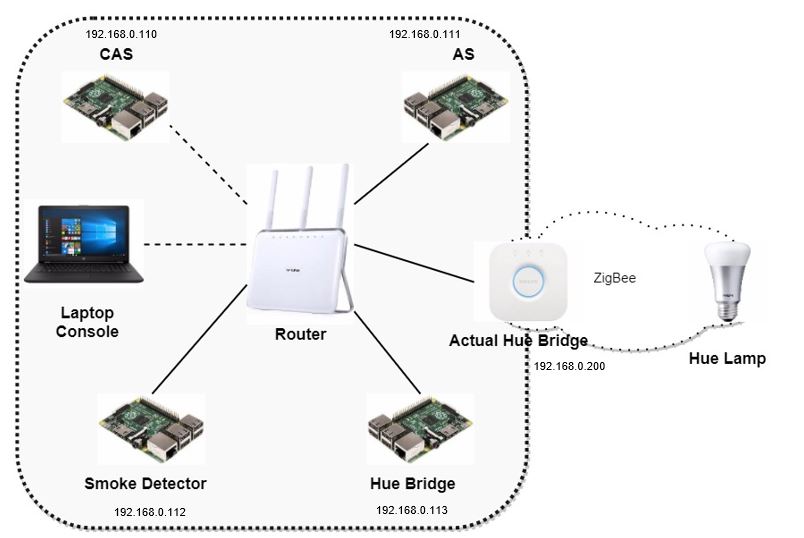 192.168.0.110
CAS
192.168.0.111
AS
Laptop
Console
Router
ZigBee
Actual Hue Bridge
192.168.0.200
Hue Lamp
Smoke Detector
192.168.0.112
Hue Bridge
192.168.0.113